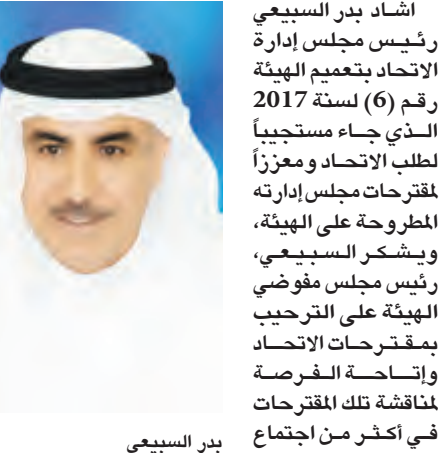 اشاد بدر السبيعي
رئيس مجلس إدارة
الاتحاد بتعميم الهيئة
رقم (6) لسنة 2017
الذي جاء مستجيباً
لطلب الاتحاد ومعززاً
لمقترحات مجلس إدارته
المطروحة على الهيئة،
ويشكر السبيعي،
رئيس مجلس مفوضي
الهيئة على الترحيب
بمقترحات الاتحاد
وإتاحة الفرصة
لمناقشة تلك المقترحات
في أكثر من اجتماع
بدر السبيعي